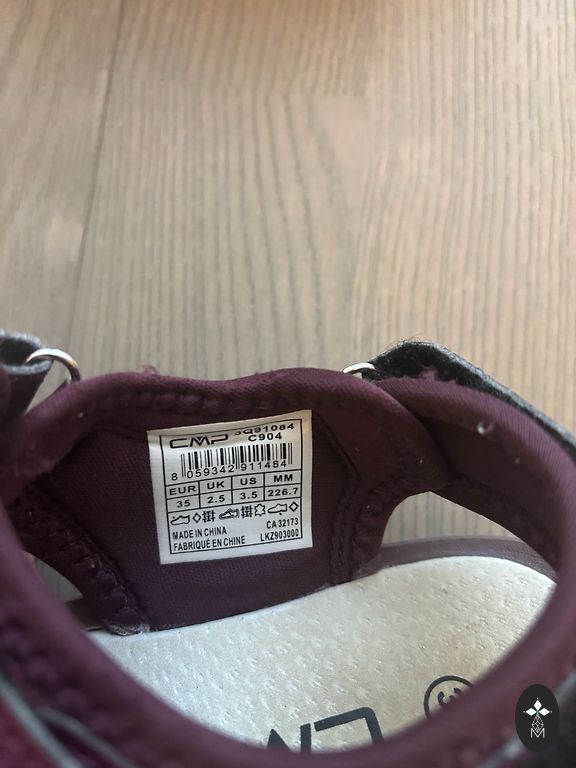 CMP 3Q91084
C904
8 059342 911484
EUR UK US MM
35 2.5 3.5 226.7
MADE IN CHINA CA 32173
FABRIQUÉ EN CHINE LKZ903000
M